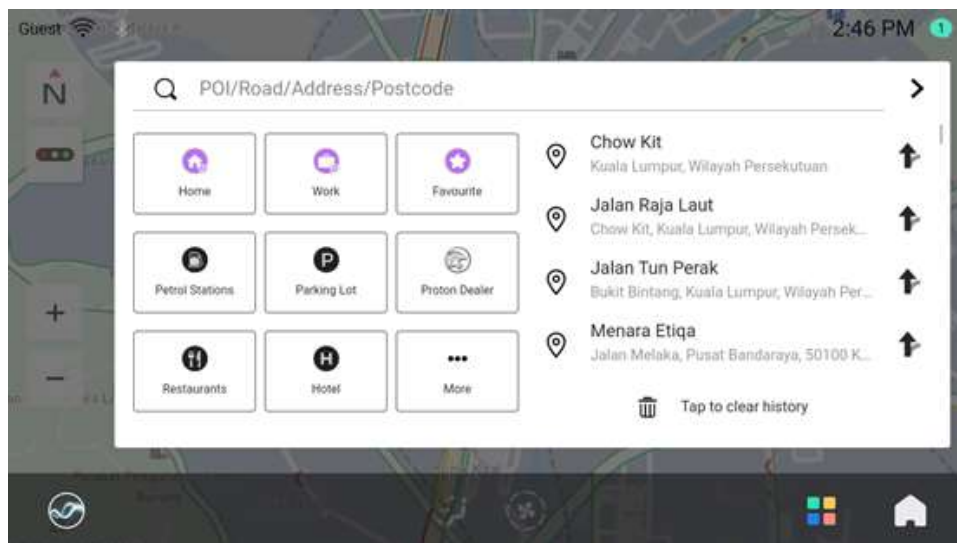 Guest
2:46 PM
1
N
POI/Road/Address/Postcode
Home
Work
Favourite
Petrol Stations
Parking Lot
Proton Dealer
Restaurants
Hotel
More
Chow Kit
Kuala Lumpur, Wilayah Persekutuan
Jalan Raja Laut
Chow Kit, Kuala Lumpur, Wilayah Persek...
Jalan Tun Perak
Bukit Bintang, Kuala Lumpur, Wilayah Per...
Menara Etiqa
Jalan Melaka, Pusat Bandaraya, 50100 K...
Tap to clear history